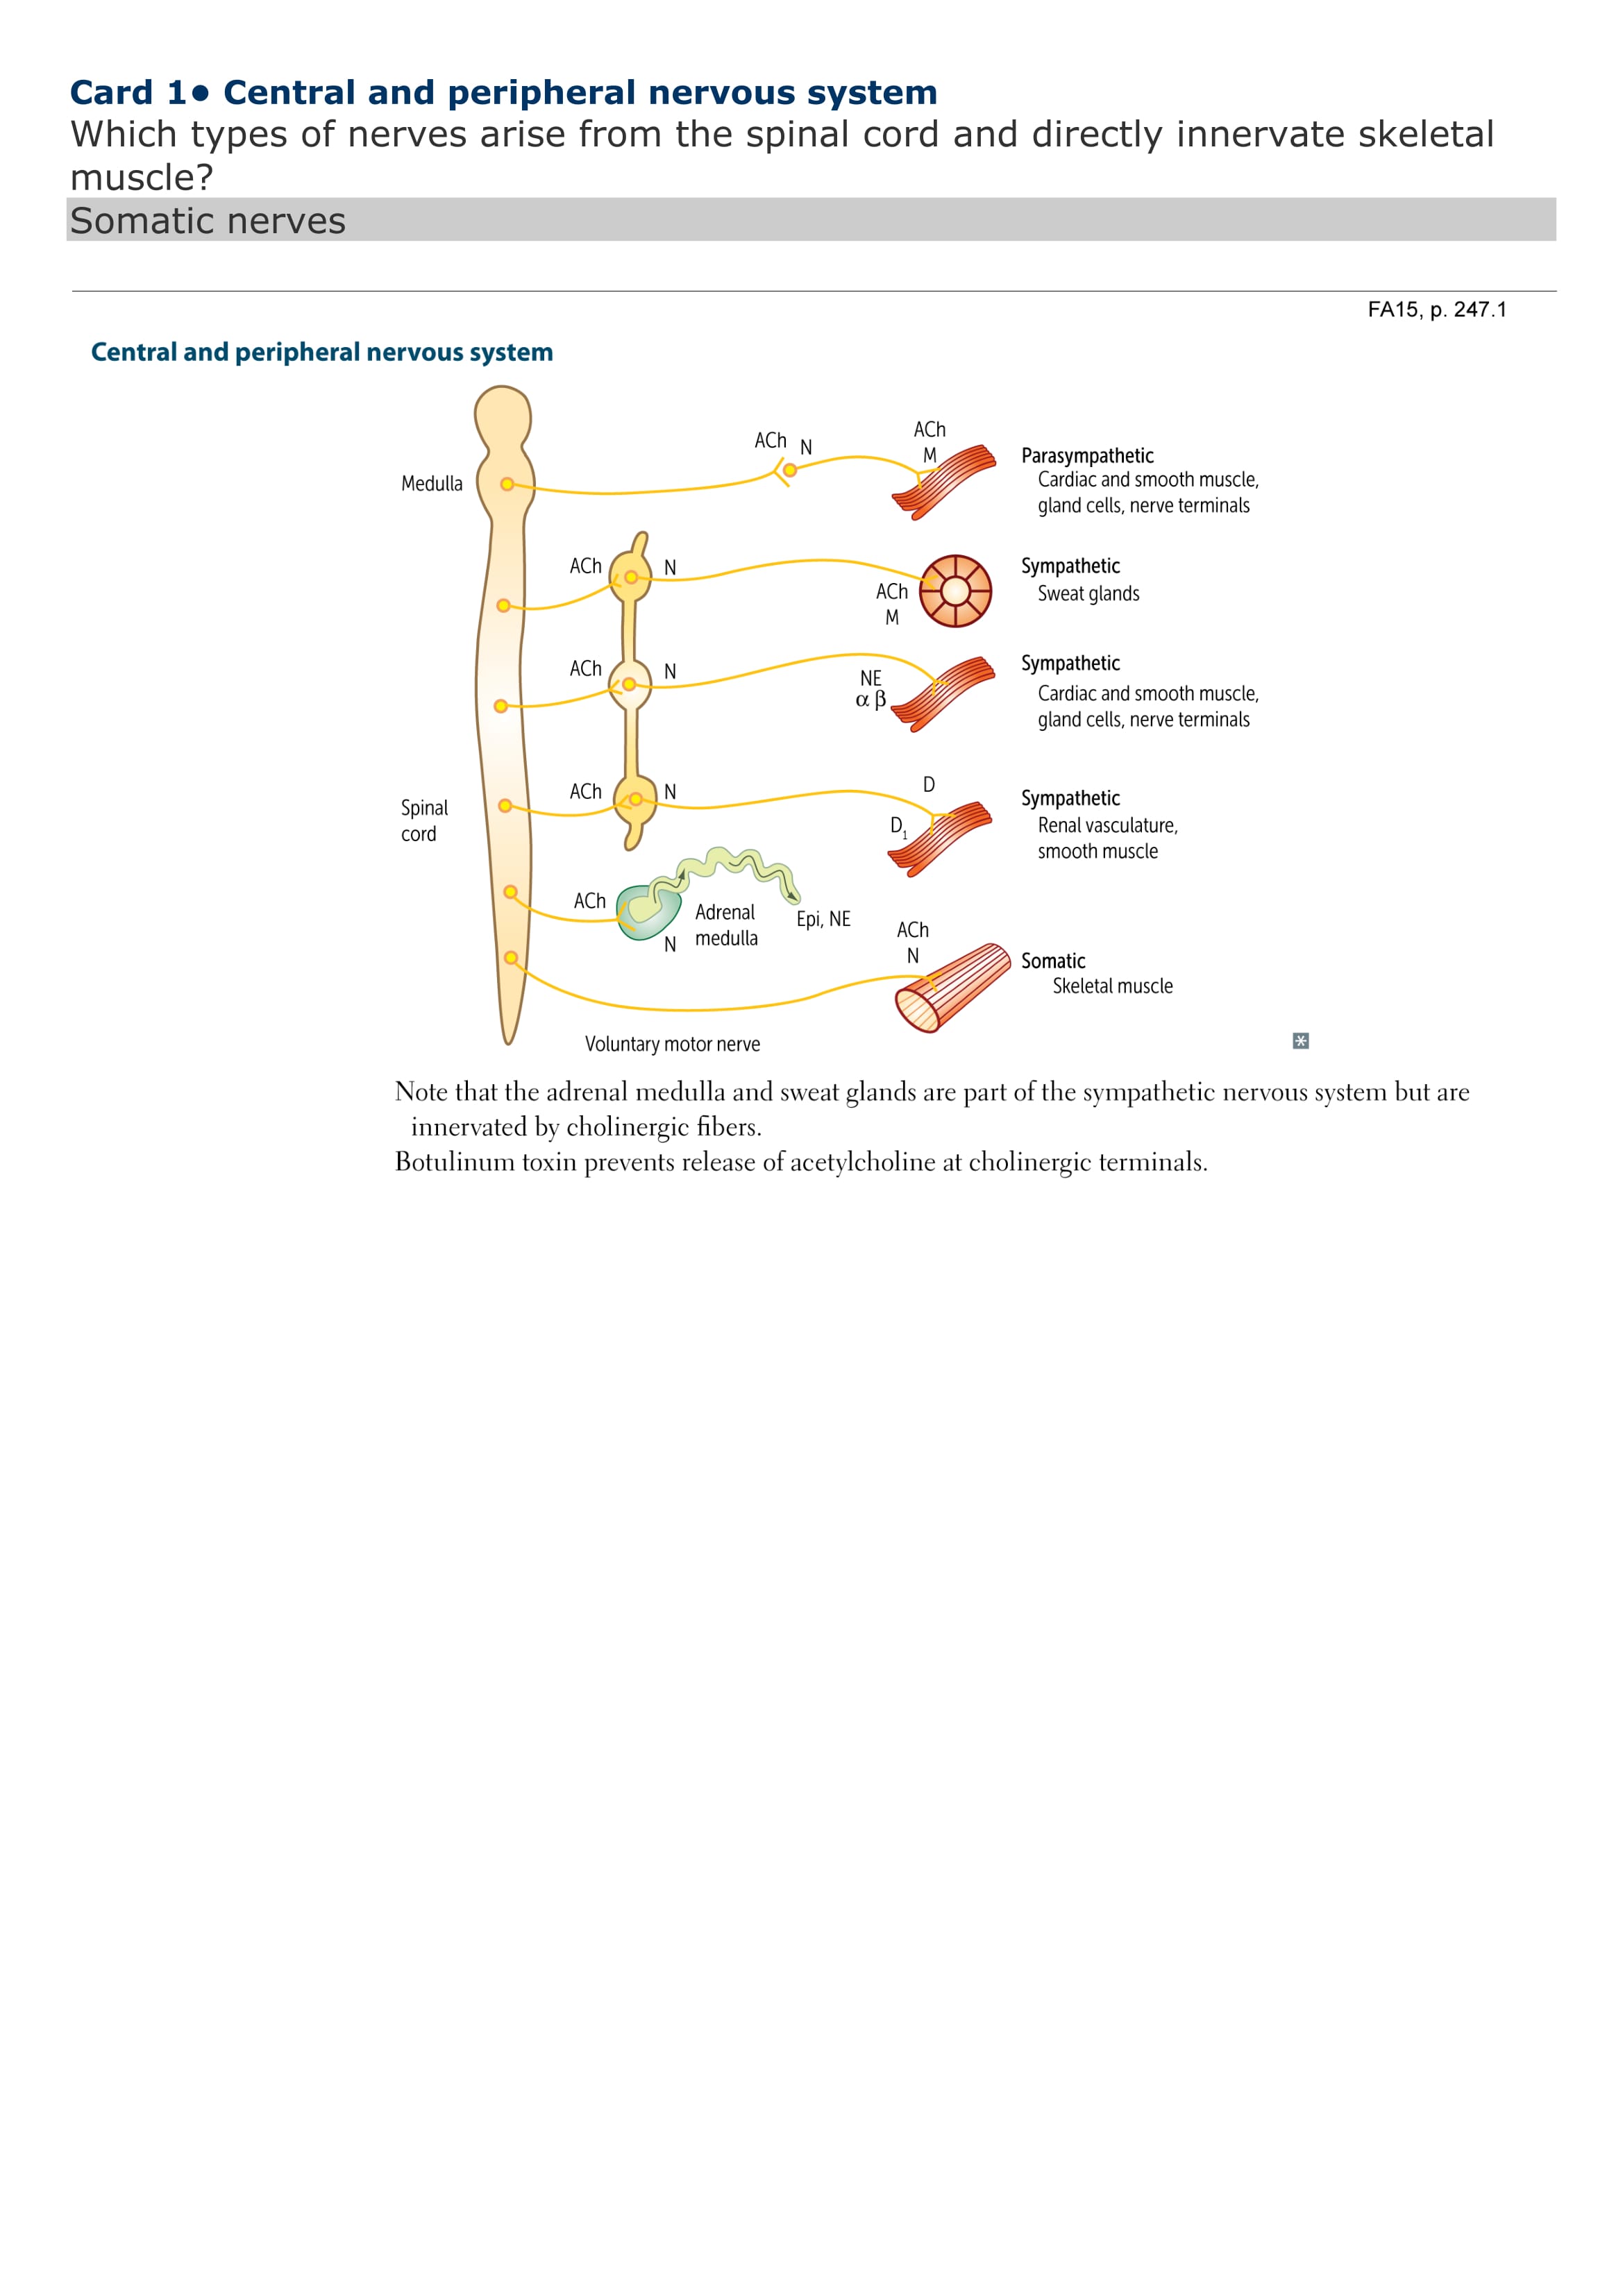 Card 1• Central and peripheral nervous system
Which types of nerves arise from the spinal cord and directly innervate skeletal
muscle?
Somatic nerves
FA15, p. 247.1
Central and peripheral nervous system
Medulla
ACh N
ACh
M
Parasympathetic
Cardiac and smooth muscle,
gland cells, nerve terminals
ACh
N
ACh
M
Sympathetic
Sweat glands
ACh
N
NE
α β
Sympathetic
Cardiac and smooth muscle,
gland cells, nerve terminals
Spinal
cord
ACh
N
D
D1
Sympathetic
Renal vasculature,
smooth muscle
ACh
N
Adrenal
medulla
Epi, NE
ACh
N
Somatic
Skeletal muscle
Voluntary motor nerve
Note that the adrenal medulla and sweat glands are part of the sympathetic nervous system but are
innervated by cholinergic fibers.
Botulinum toxin prevents release of acetylcholine at cholinergic terminals.